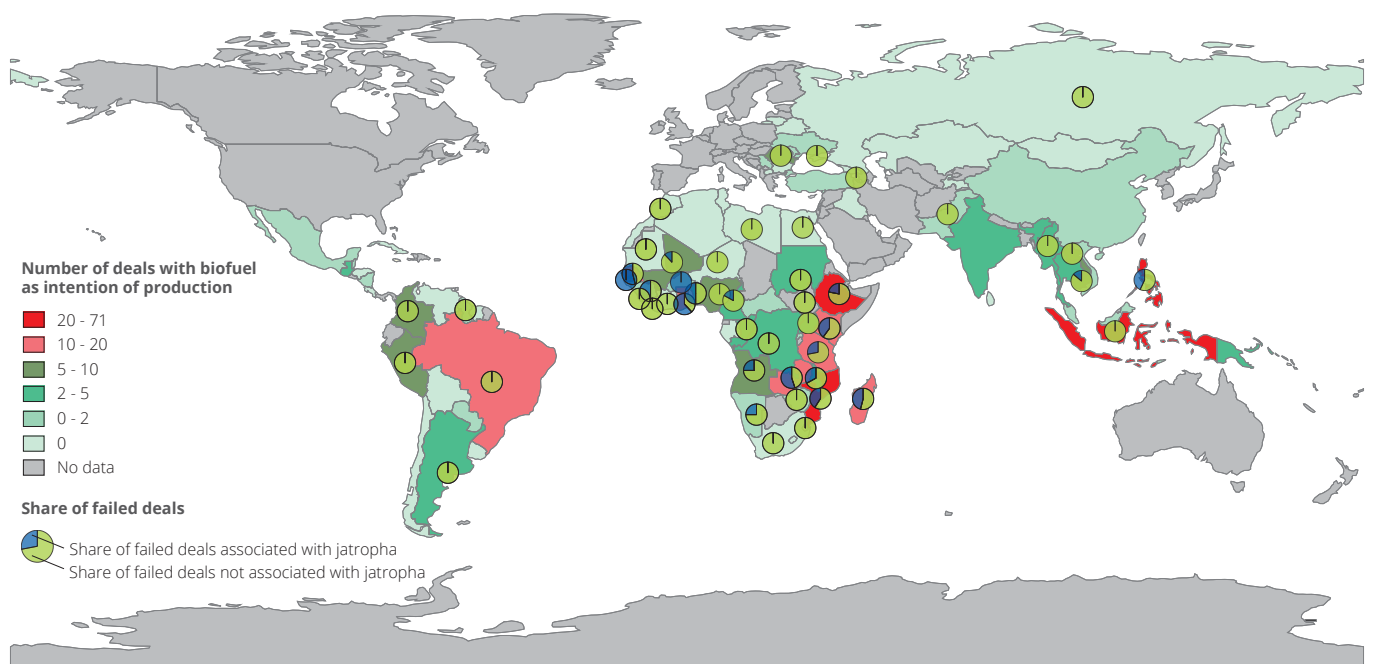 Number of deals with biofuel
as intention of production
20 - 71
10 - 20
5 - 10
2 - 5
0 - 2
0
No data
Share of failed deals
Share of failed deals associated with jatropha
Share of failed deals not associated with jatropha